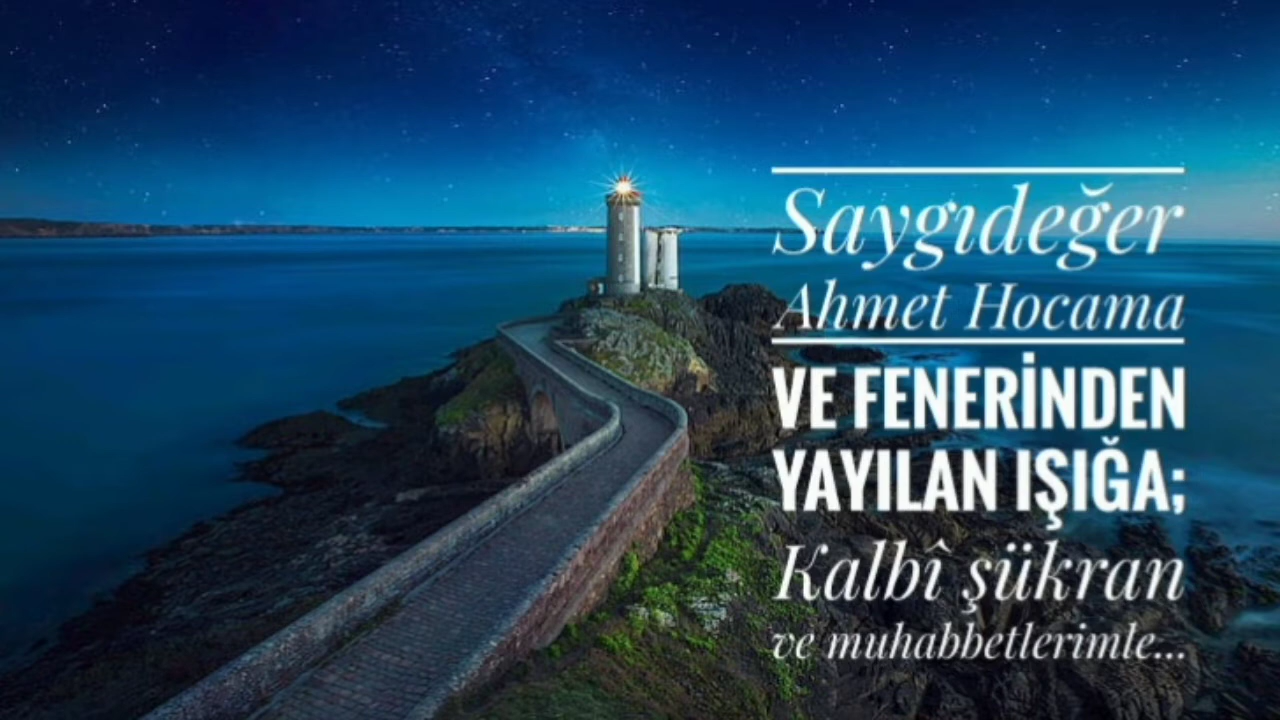 Saygıdeğer
Ahmet Hocama
VE FENERİNDEN
YAYILAN IŞIĞA;
Kalbî şükran
ve muhabbetlerimle...